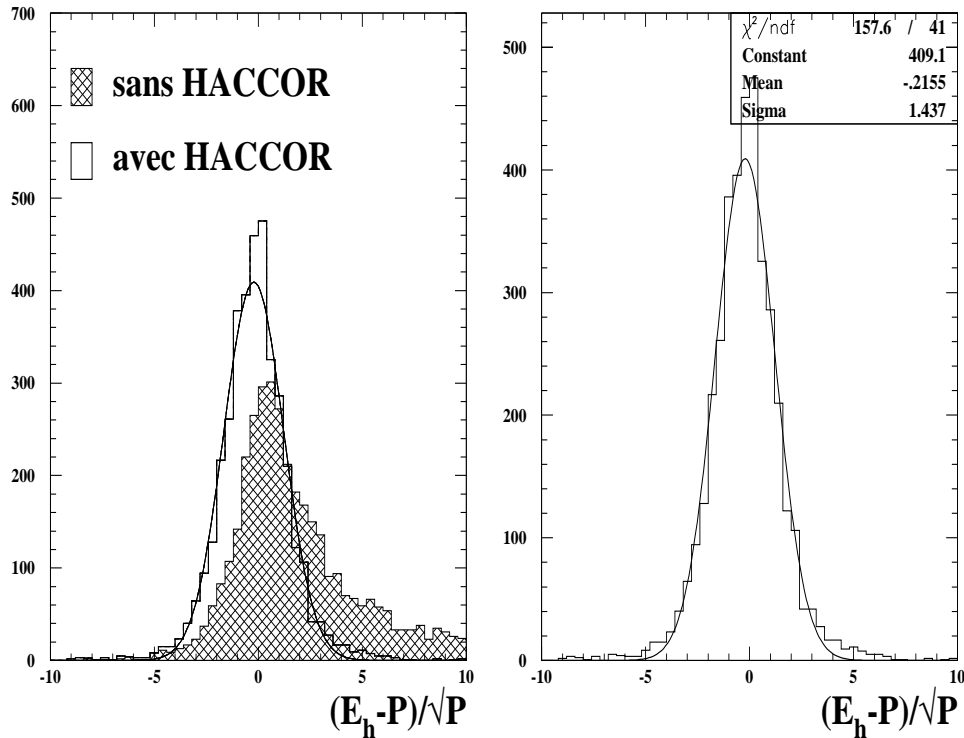 700
600
500
400
300
200
100
0
sans HACCOR
avec HACCOR
-10 -5 0 5 10
(E_h-P)/√P
500
400
300
200
100
0
χ²/ndf 157.6 / 41
Constant 409.1
Mean -.2155
Sigma 1.437
-10 -5 0 5 10
(E_h-P)/√P